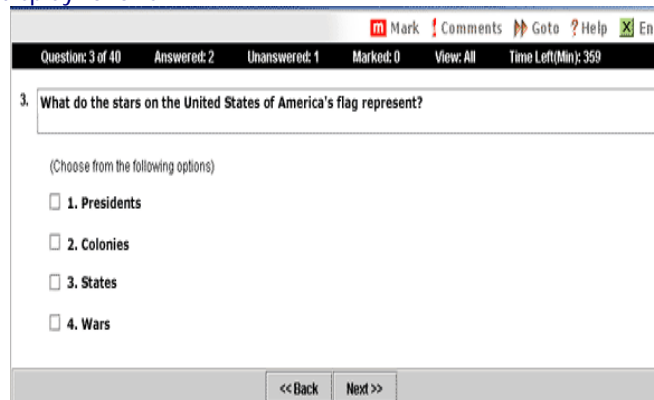 m Mark ! Comments Goto ? Help X En
Question: 3 of 40 Answered: 2 Unanswered: 1 Marked: 0 View: All Time Left(Min): 359
3. What do the stars on the United States of America's flag represent?
(Choose from the following options)
1. Presidents
2. Colonies
3. States
4. Wars
<< Back Next >>